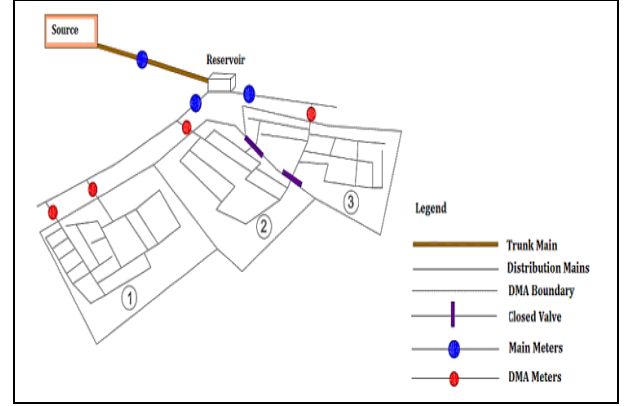 Source
Reservoir
3
2
1
Legend
Trunk Main
Distribution Mains
DMA Boundary
Closed Valve
Main Meters
DMA Meters